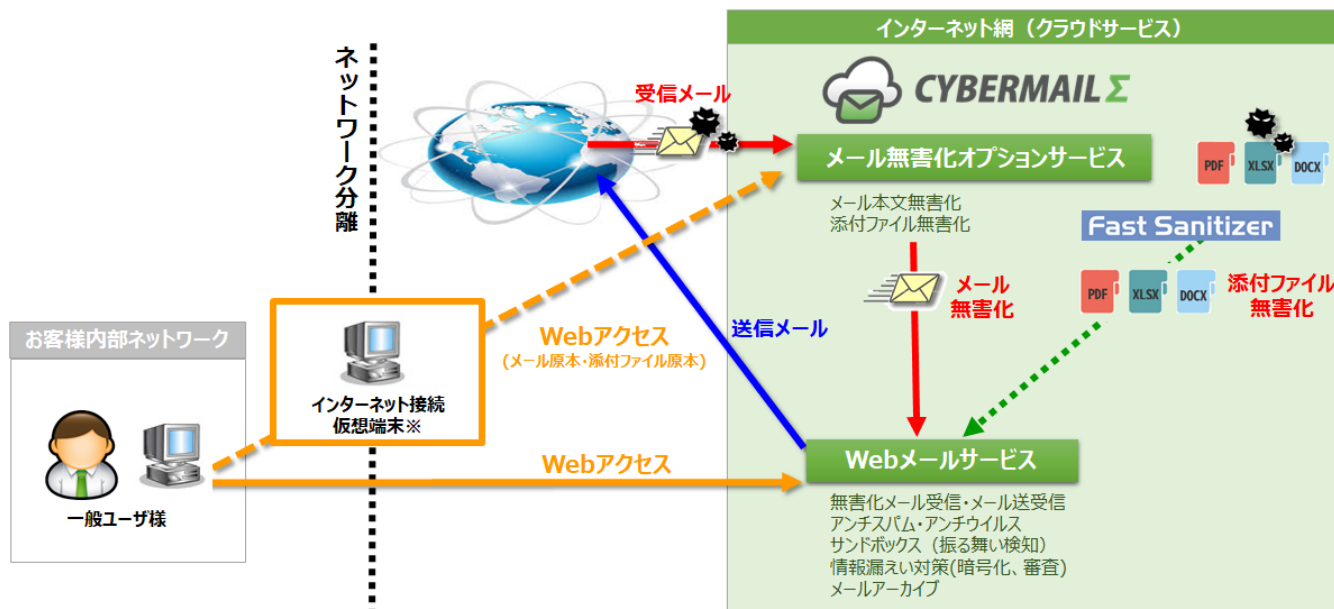 インターネット網（クラウドサービス）
ネットワーク分離
CYBERMAIL Σ
受信メール
メール無害化オプションサービス
PDF
XLSX
DOCX
メール本文無害化
添付ファイル無害化
Fast Sanitizer
メール
無害化
PDF
XLSX
DOCX
添付ファイル
無害化
お客様内部ネットワーク
Webアクセス
(メール原本・添付ファイル原本)
送信メール
インターネット接続
仮想端末※
Webアクセス
Webメールサービス
一般ユーザ様
無害化メール受信・メール送受信
アンチスパム・アンチウイルス
サンドボックス（振る舞い検知）
情報漏えい対策(暗号化、審査)
メールアーカイブ